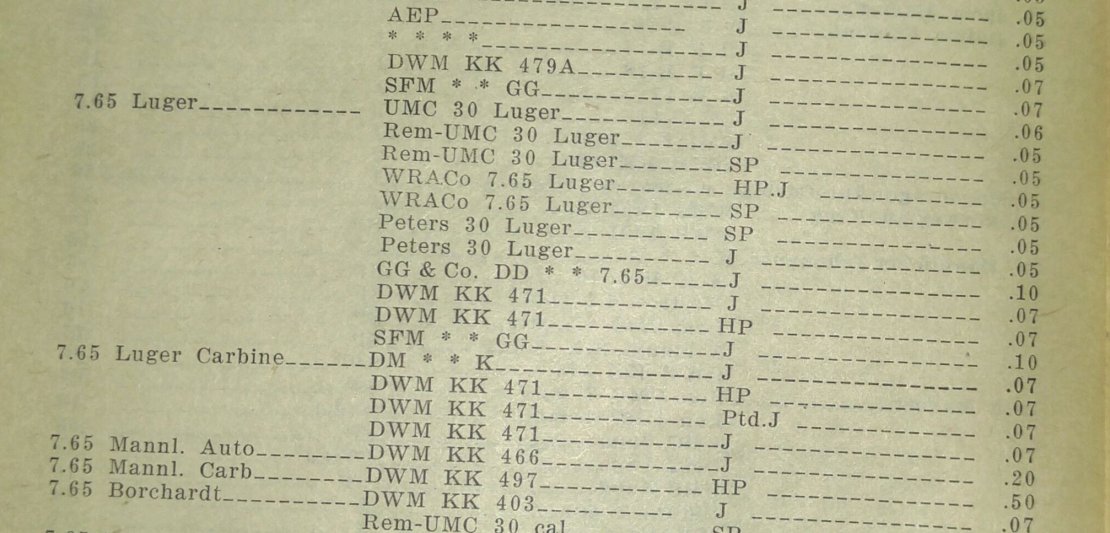 AEP J .05
* * * * J .05
DWM KK 479A J .05
SFM * * GG J .07
7.65 Luger UMC 30 Luger J .07
Rem-UMC 30 Luger J .06
Rem-UMC 30 Luger SP .05
WRACo 7.65 Luger HP.J .05
WRACo 7.65 Luger SP .05
Peters 30 Luger SP .05
Peters 30 Luger J .05
GG & Co. DD * * 7.65 J .05
DWM KK 471 J .10
DWM KK 471 HP .07
SFM * * GG J .07
7.65 Luger Carbine DM * * K J .10
DWM KK 471 HP .07
DWM KK 471 Ptd.J .07
DWM KK 471 J .07
7.65 Mannl. Auto DWM KK 466 J .07
7.65 Mannl. Carb DWM KK 497 HP .20
7.65 Borchardt DWM KK 403 J .50
Rem-UMC 30 cal SP .07